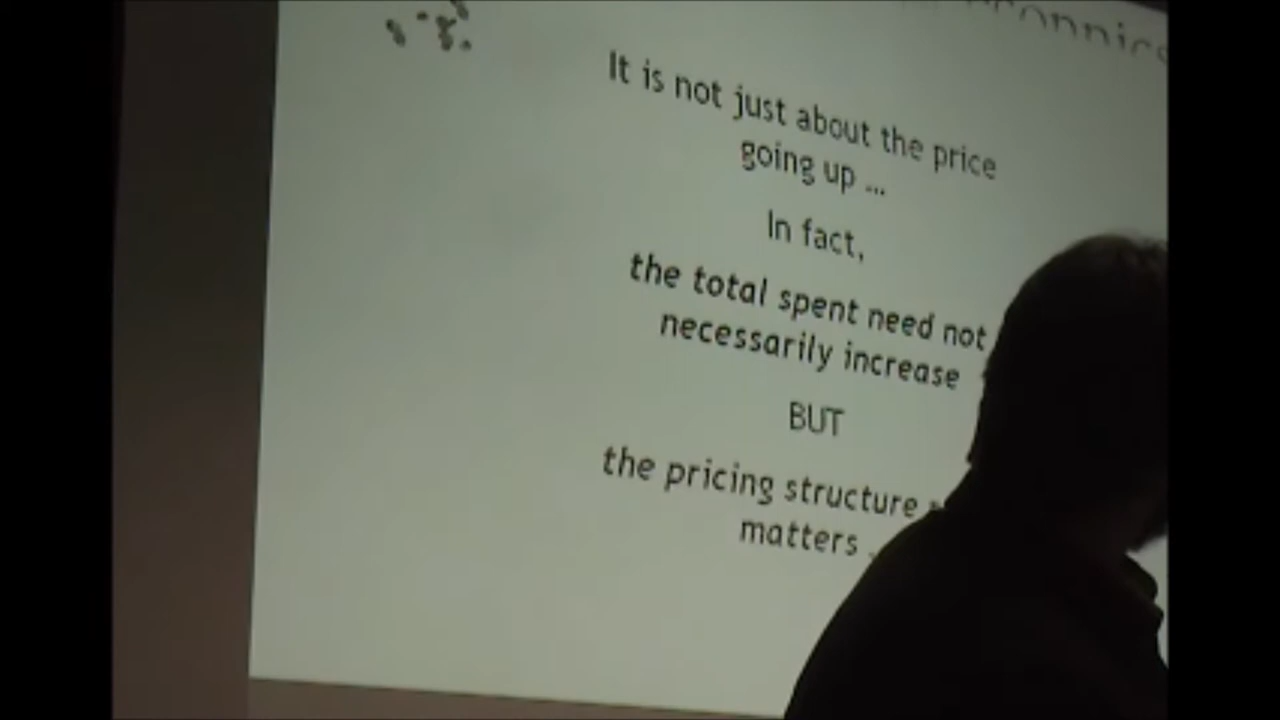 It is not just about the price
going up ...
In fact,
the total spent need not
necessarily increase
BUT
the pricing structure
matters